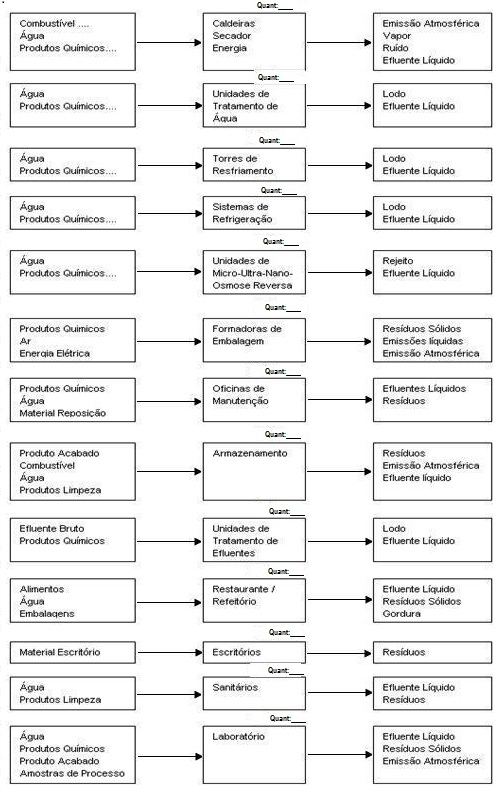 Quant:___
Combustível ....
Água
Produtos Químicos....
Caldeiras
Secador
Energia
Emissão Atmosférica
Vapor
Ruído
Efluente Líquido
Quant:___
Água
Produtos Químicos....
Unidades de
Tratamento de
Água
Lodo
Efluente Líquido
Quant:___
Água
Produtos Químicos....
Torres de
Resfriamento
Lodo
Efluente Líquido
Quant:___
Água
Produtos Químicos....
Sistemas de
Refrigeração
Lodo
Efluente Líquido
Quant:___
Água
Produtos Químicos....
Unidades de
Micro-Ultra-Nano-
Osmose Reversa
Rejeito
Efluente Líquido
Quant:___
Produtos Quimicos
Ar
Energia Elétrica
Formadoras de
Embalagem
Resíduos Sólidos
Emissões líquidas
Emissão Atmosférica
Quant:___
Produtos Químicos
Água
Material Reposição
Oficinas de
Manutenção
Efluentes Líquidos
Resíduos
Quant:___
Produto Acabado
Combustível
Água
Produtos Limpeza
Armazenamento
Resíduos
Emissão Atmosférica
Efluente líquido
Quant:___
Efluente Bruto
Produtos Químicos
Unidades de
Tratamento de
Efluentes
Lodo
Efluente Líquido
Quant:___
Alimentos
Água
Embalagens
Restaurante /
Refeitório
Efluente Líquido
Resíduos Sólidos
Gordura
Quant:___
Material Escritório
Escritórios
Resíduos
Quant:___
Água
Produtos Limpeza
Sanitários
Efluente Líquido
Resíduos
Quant:___
Água
Produtos Químicos
Produto Acabado
Amostras de Processo
Laboratório
Efluente Líquido
Resíduos Sólidos
Emissão Atmosférica